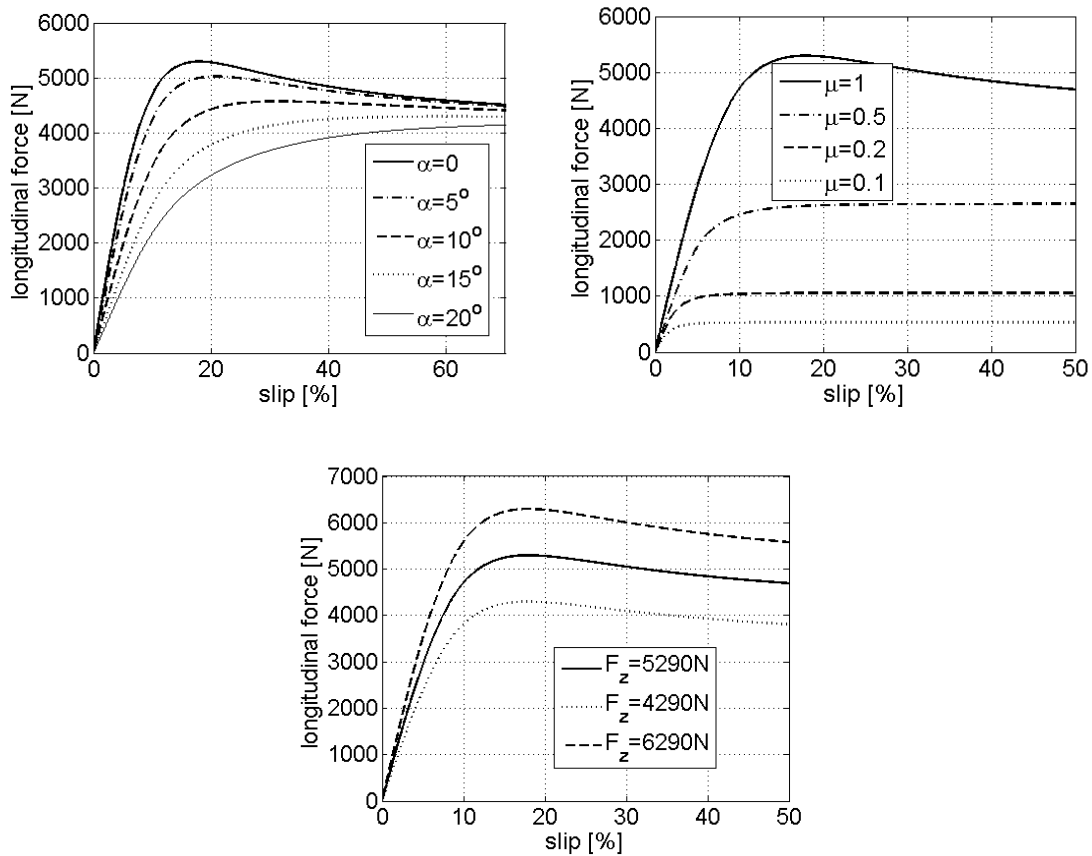 6000
5000
4000
3000
2000
1000
0
longitudinal force [N]
α=0
α=5°
α=10°
α=15°
α=20°
0 20 40 60
slip [%]
6000
5000
4000
3000
2000
1000
0
longitudinal force [N]
μ=1
μ=0.5
μ=0.2
μ=0.1
0 10 20 30 40 50
slip [%]
7000
6000
5000
4000
3000
2000
1000
0
longitudinal force [N]
F_z=5290N
F_z=4290N
F_z=6290N
0 10 20 30 40 50
slip [%]